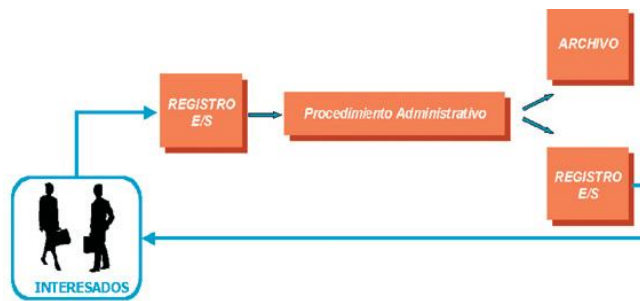 ARCHIVO
REGISTRO
E/S
Procedimiento Administrativo
REGISTRO
E/S
INTERESADOS